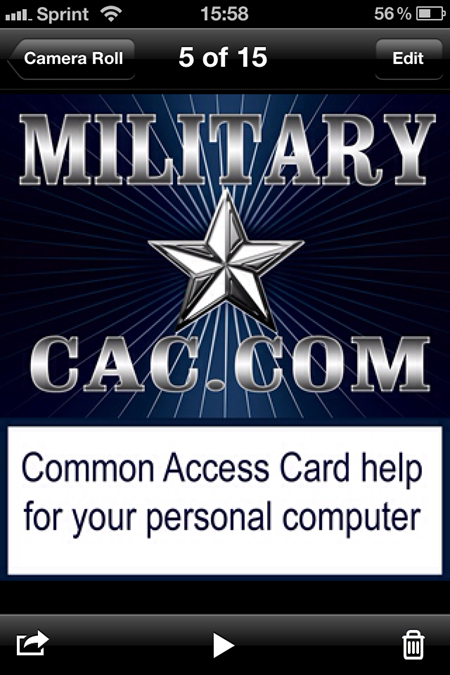 Sprint 15:58 56%
Camera Roll 5 of 15 Edit
MILITARY
CAC.COM
Common Access Card help
for your personal computer